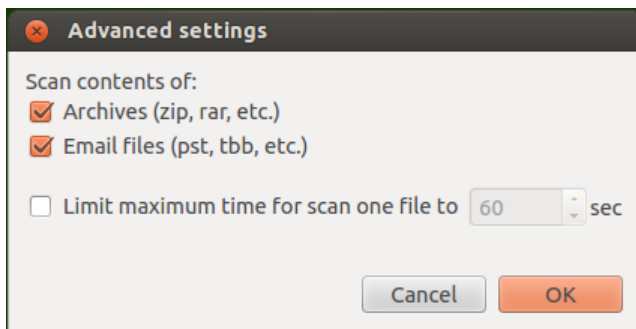 Advanced settings
Scan contents of:
Archives (zip, rar, etc.)
Email files (pst, tbb, etc.)
Limit maximum time for scan one file to 60 sec
Cancel OK